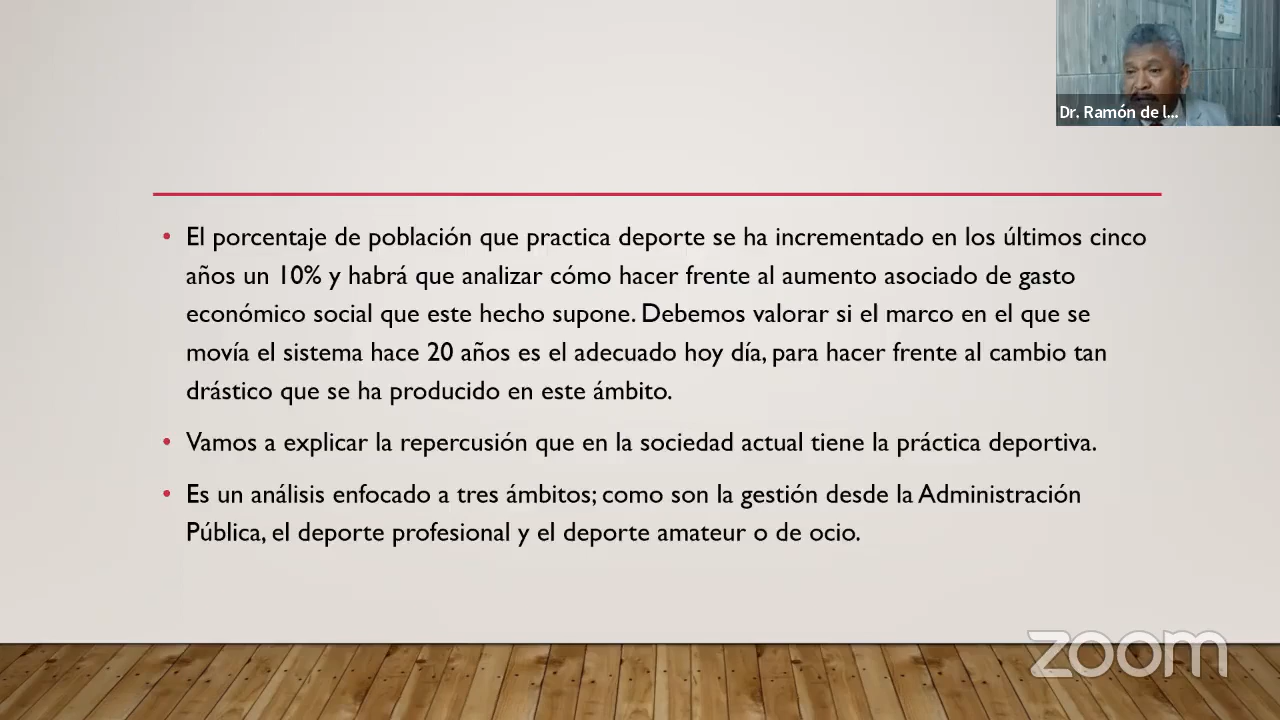 Dr. Ramón de l...
• El porcentaje de población que practica deporte se ha incrementado en los últimos cinco
años un 10% y habrá que analizar cómo hacer frente al aumento asociado de gasto
económico social que este hecho supone. Debemos valorar si el marco en el que se
movía el sistema hace 20 años es el adecuado hoy día, para hacer frente al cambio tan
drástico que se ha producido en este ámbito.
• Vamos a explicar la repercusión que en la sociedad actual tiene la práctica deportiva.
• Es un análisis enfocado a tres ámbitos; como son la gestión desde la Administración
Pública, el deporte profesional y el deporte amateur o de ocio.
zoom